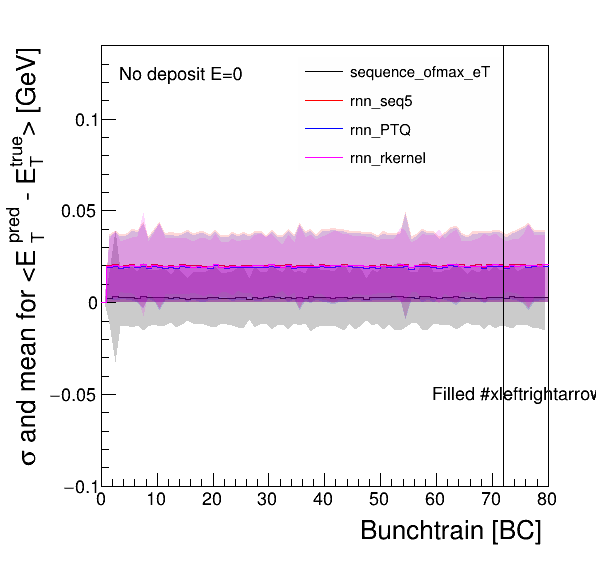 No deposit E=0
sequence_ofmax_eT
rnn_seq5
rnn_PTQ
rnn_rkernel
σ and mean for <E_T^pred - E_T^true> [GeV]
0.1
0.05
0
−0.05
−0.1
Filled #xleftrightarrow
0 10 20 30 40 50 60 70 80
Bunchtrain [BC]